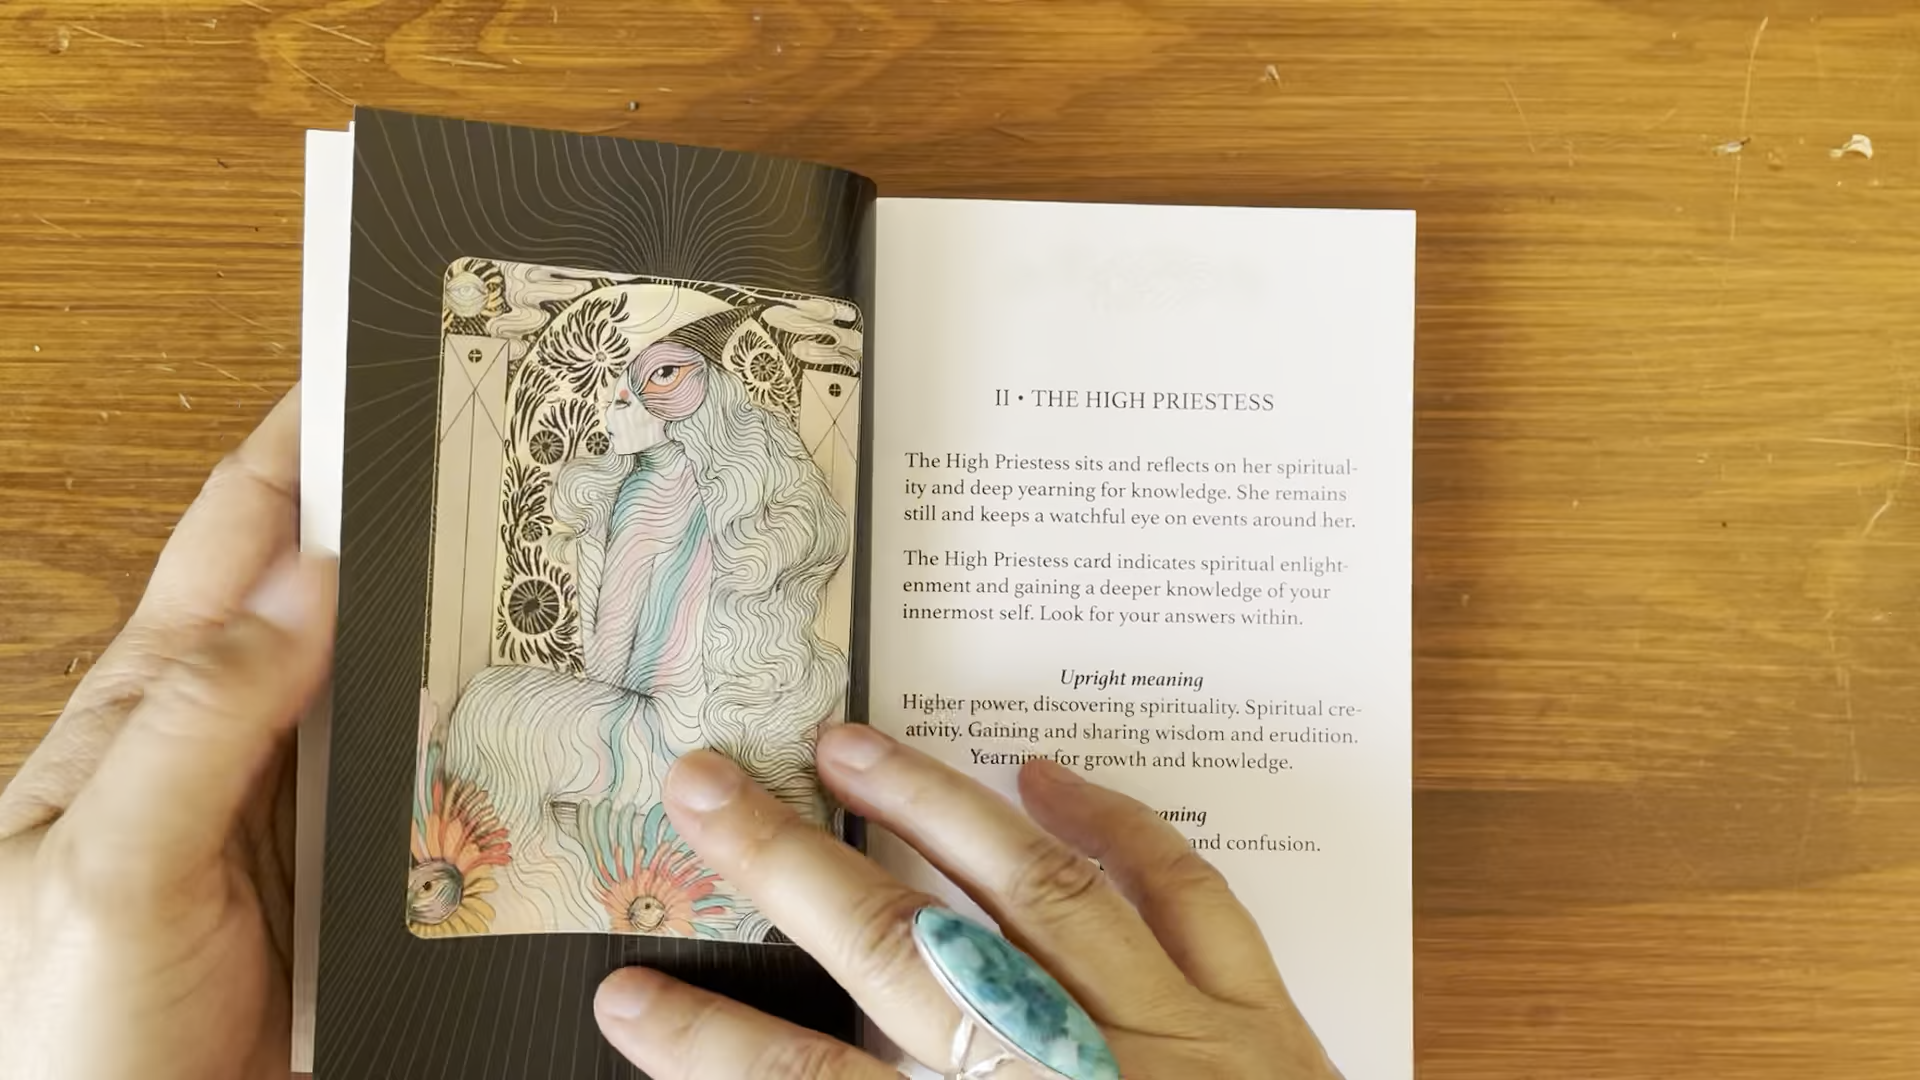 II • THE HIGH PRIESTESS
The High Priestess sits and reflects on her spiritual-
ity and deep yearning for knowledge. She remains
still and keeps a watchful eye on events around her.
The High Priestess card indicates spiritual enlight-
enment and gaining a deeper knowledge of your
innermost self. Look for your answers within.
Upright meaning
Higher power, discovering spirituality. Spiritual cre-
ativity. Gaining and sharing wisdom and erudition.
Yearning for growth and knowledge.
and confusion.